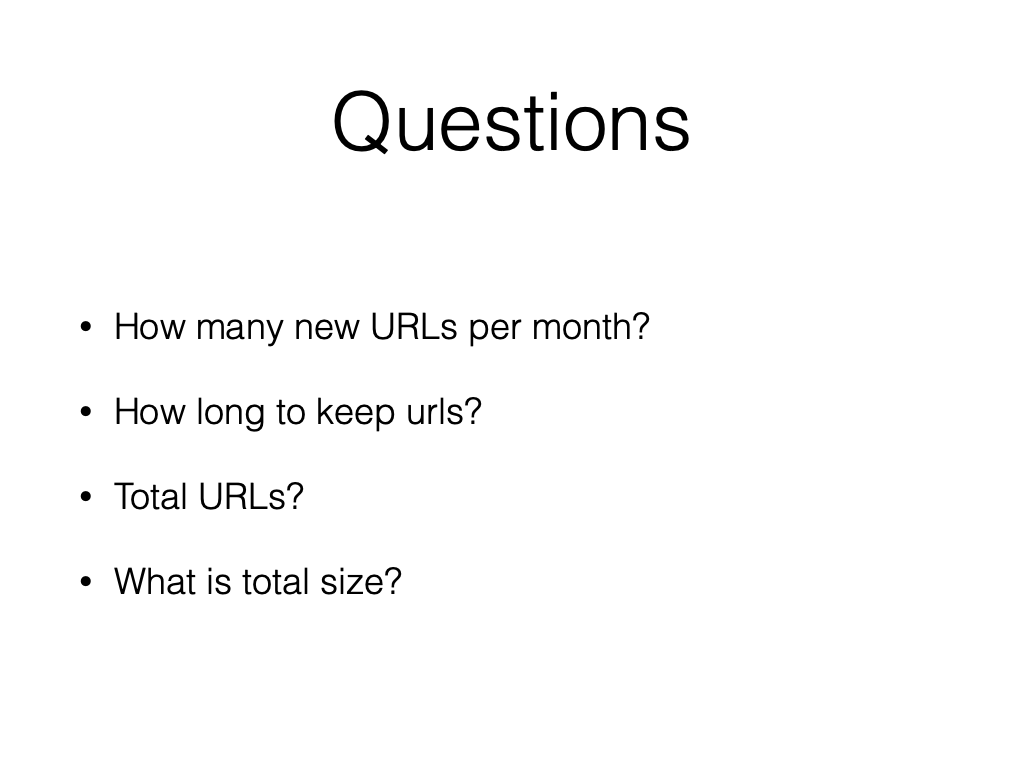 Questions
• How many new URLs per month?
• How long to keep urls?
• Total URLs?
• What is total size?